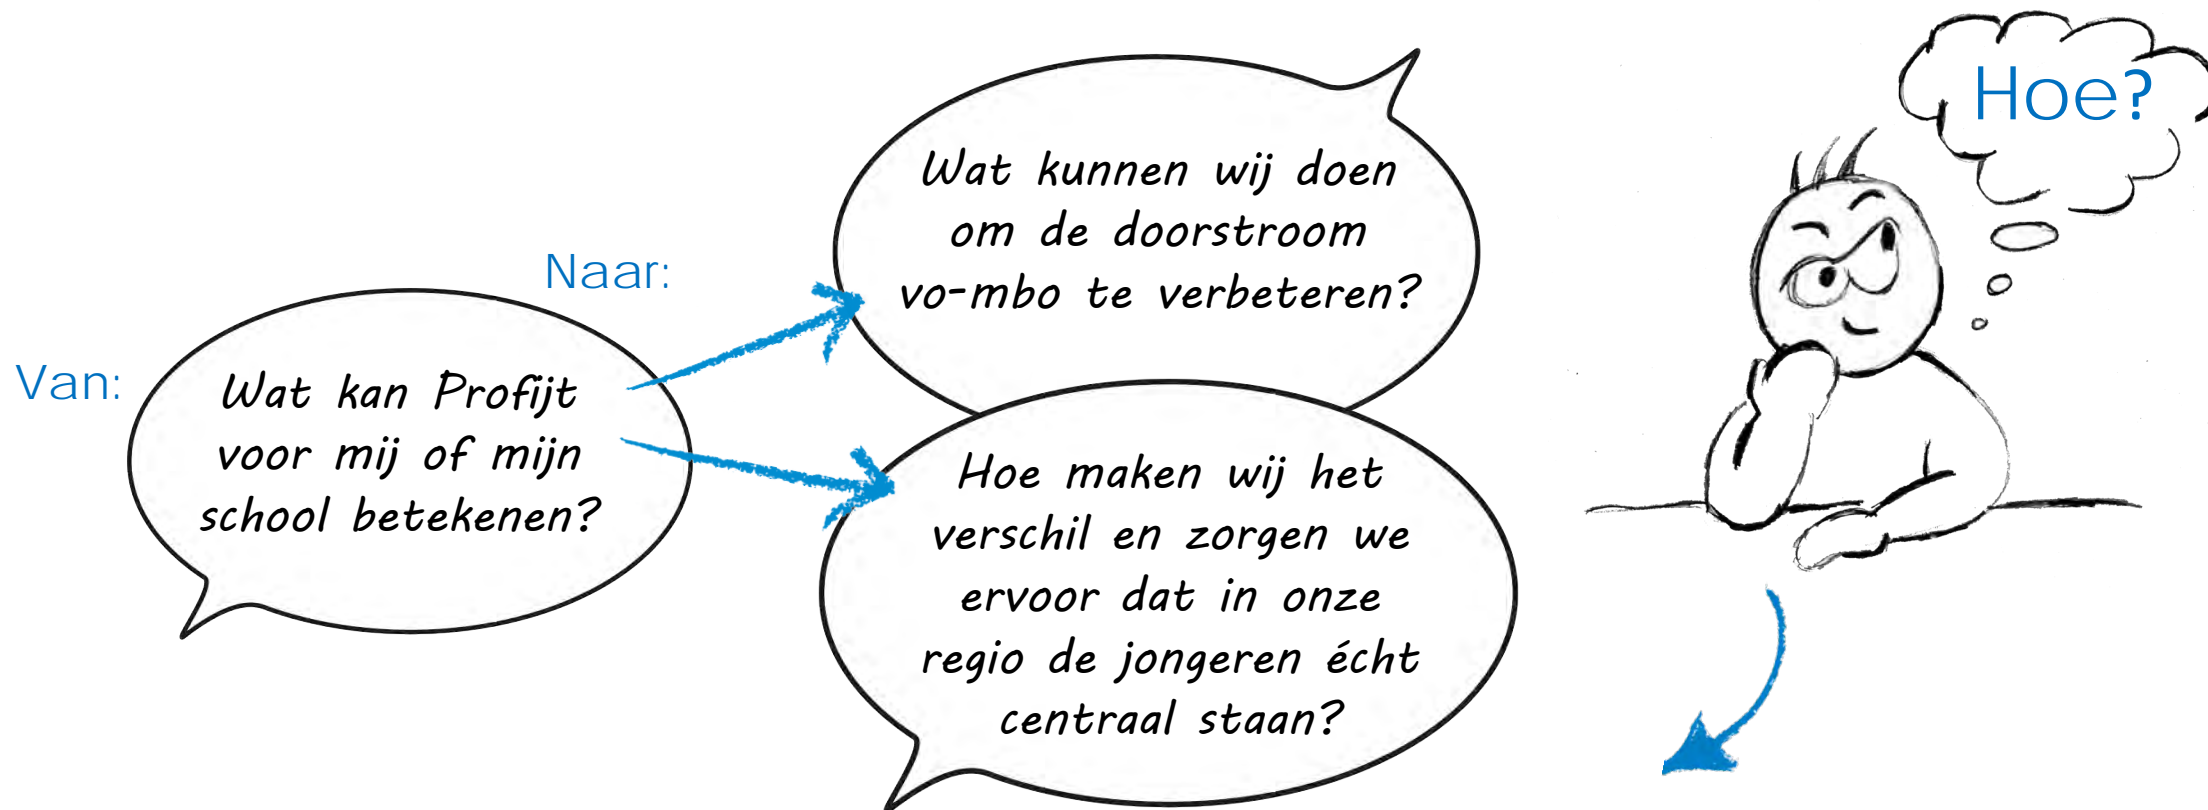 Van:
Wat kan Profijt
voor mij of mijn
school betekenen?
Naar:
Wat kunnen wij doen
om de doorstroom
vo-mbo te verbeteren?
Hoe maken wij het
verschil en zorgen we
ervoor dat in onze
regio de jongeren écht
centraal staan?
Hoe?